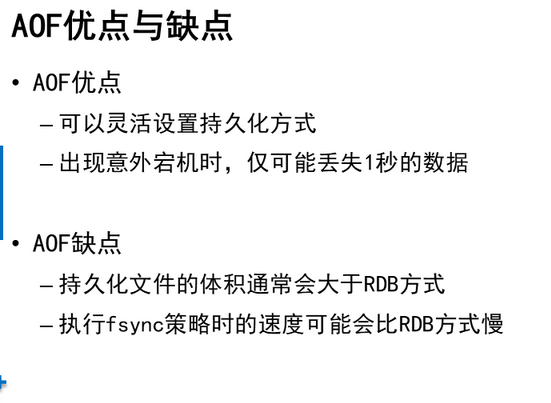 AOF优点与缺点
• AOF优点
– 可以灵活设置持久化方式
– 出现意外宕机时，仅可能丢失1秒的数据
• AOF缺点
– 持久化文件的体积通常会大于RDB方式
– 执行fsync策略时的速度可能会比RDB方式慢